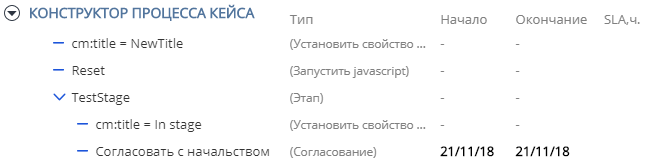 КОНСТРУКТОР ПРОЦЕССА КЕЙСА Тип Начало Окончание SLA,ч.
cm:title = NewTitle (Установить свойство ... - -
Reset (Запустить javascript) - -
TestStage (Этап) - -
cm:title = In stage (Установить свойство ... - -
Согласовать с начальством (Согласование) 21/11/18 21/11/18